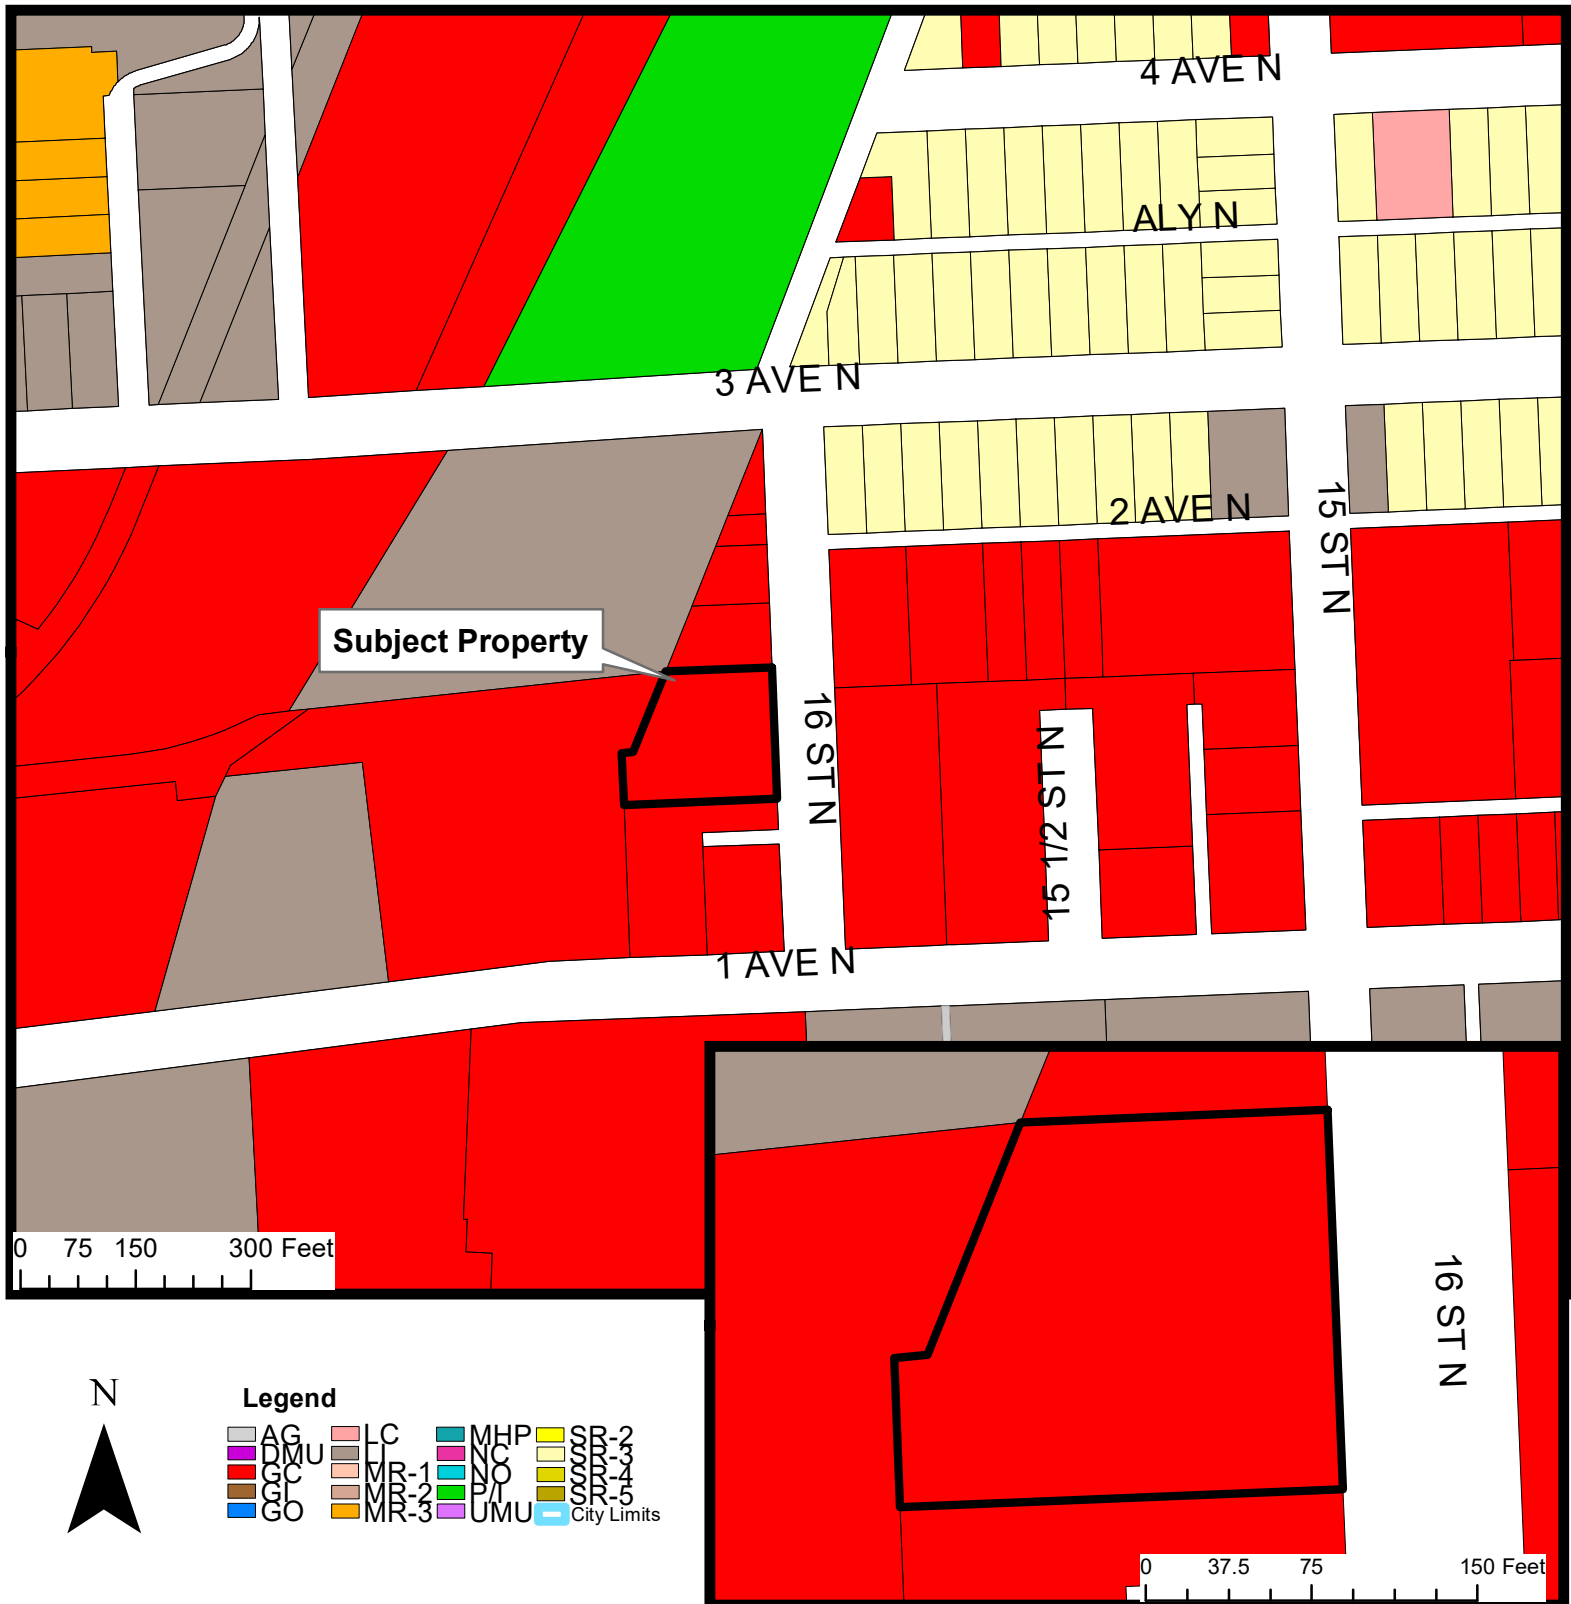 4 AVE N
ALY N
3 AVE N
2 AVE N
15 ST N
Subject Property
16 ST N
15 1/2 ST N
1 AVE N
0 75 150 300 Feet
16 ST N
0 37.5 75 150 Feet
N
Legend
AG LC MHP SR-2
DMU LI NC SR-3
GC MR-1 NO SR-4
GI MR-2 P/I SR-5
GO MR-3 UMU City Limits